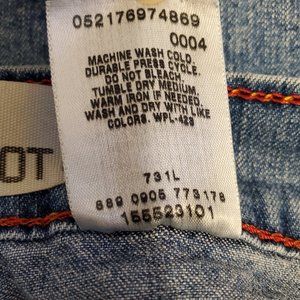 052176974869
0004
MACHINE WASH COLD.
DURABLE PRESS CYCLE.
DO NOT BLEACH.
TUMBLE DRY MEDIUM.
WARM IRON IF NEEDED.
WASH AND DRY WITH LIKE
COLORS. WPL-423
OT
731L
889 0905 773178
155523101